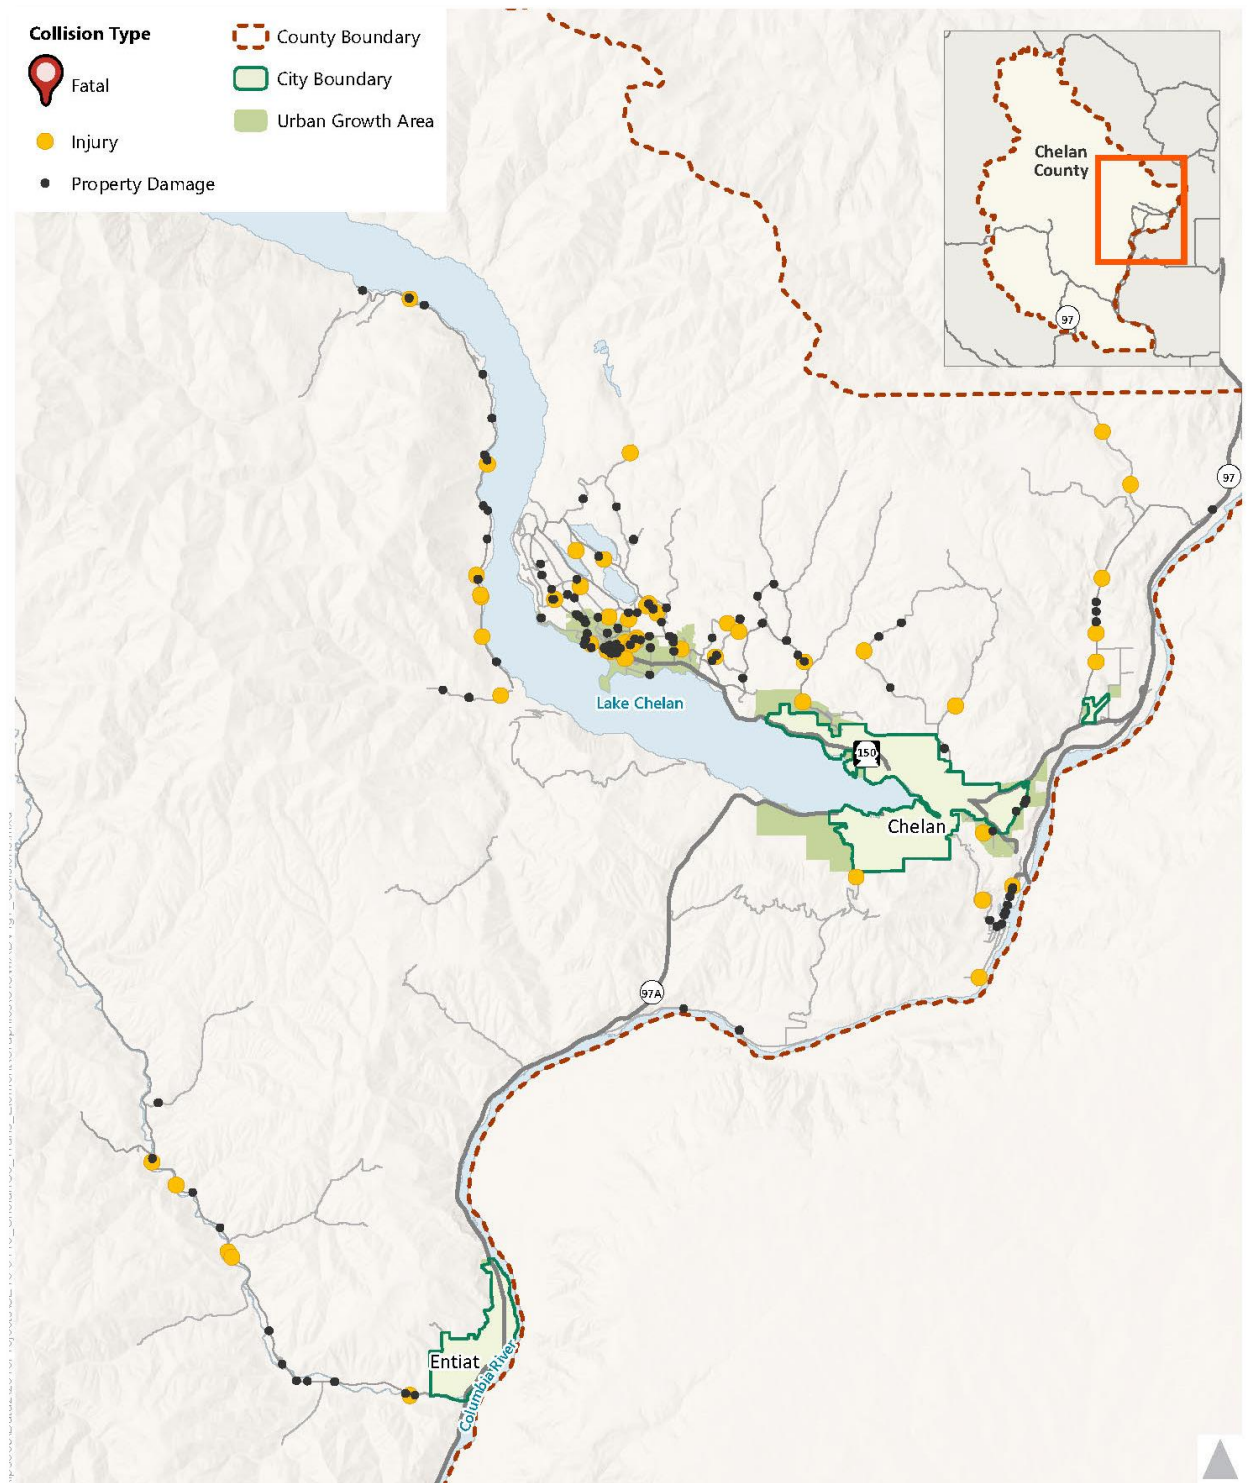 Collision Type
Fatal
Injury
Property Damage
County Boundary
City Boundary
Urban Growth Area
Chelan
County
97
97
Lake Chelan
150
Chelan
97A
Entiat
Columbia River